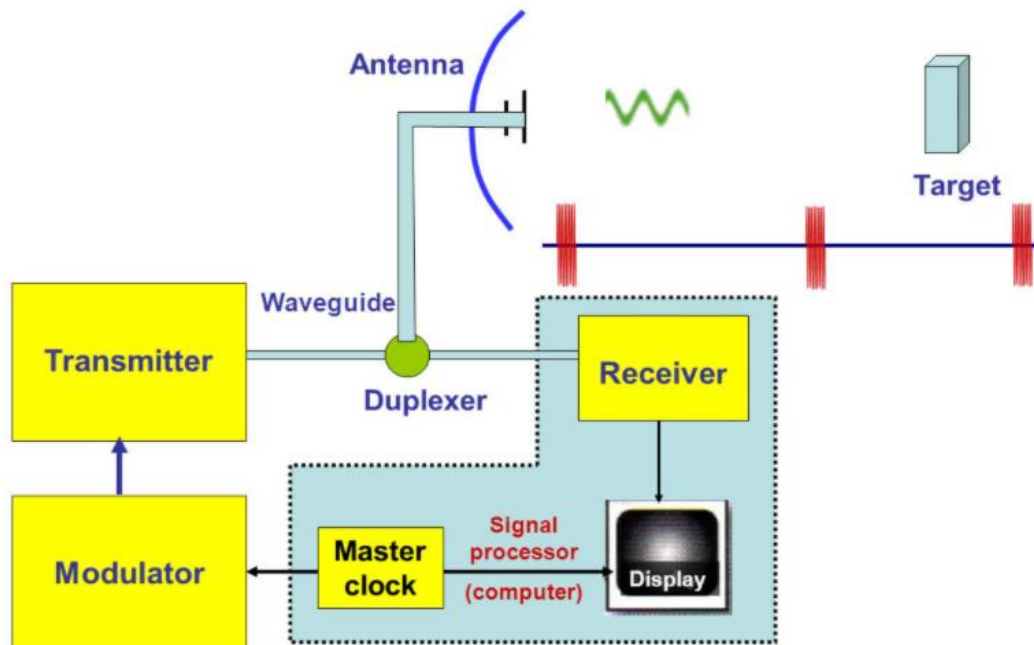 Antenna
Target
Waveguide
Transmitter
Duplexer
Receiver
Modulator
Master
clock
Signal
processor
(computer)
Display